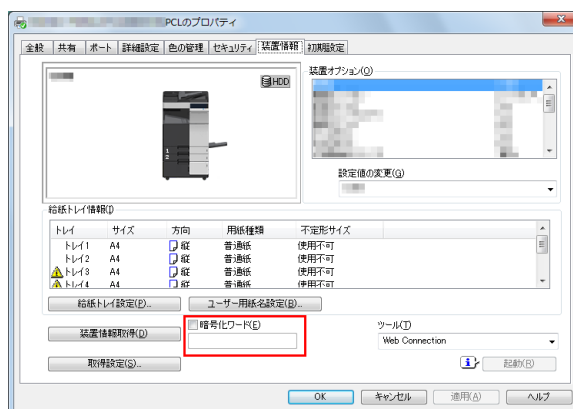 PCLのプロパティ
全般 共有 ポート 詳細設定 色の管理 セキュリティ 装置情報 初期設定
HDD
装置オプション(O)
設定値の変更(G)
給紙トレイ情報(I)
トレイ サイズ 方向 用紙種類 不定形サイズ
トレイ1 A4 縦 普通紙 使用不可
トレイ2 A4 縦 普通紙 使用不可
トレイ3 A4 縦 普通紙 使用不可
トレイ4 A4 縦 普通紙 使用不可
給紙トレイ設定(P)... ユーザー用紙名設定(B)...
装置情報取得(D)
暗号化ワード(E)
ツール(T)
Web Connection
取得設定(S)...
起動(R)
OK キャンセル 適用(A) ヘルプ